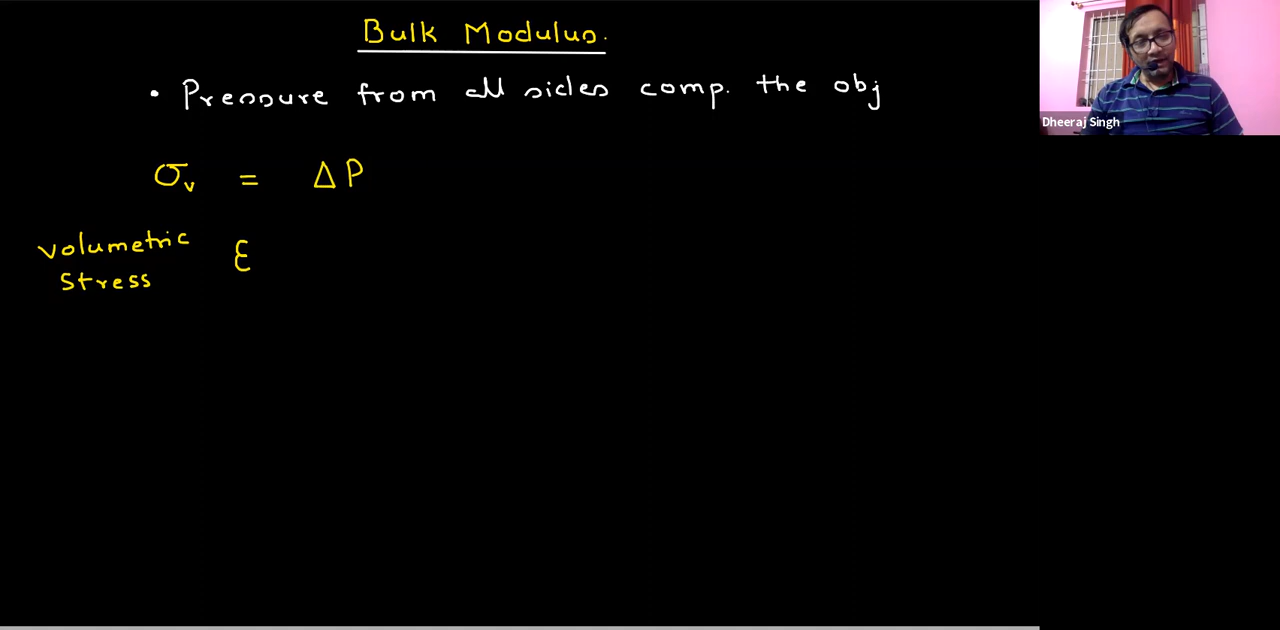 Bulk Modulus.
• Pressure from all sides comp. the obj
Dheeraj Singh
σᵥ = ΔP
Volumetric
Stress
ε